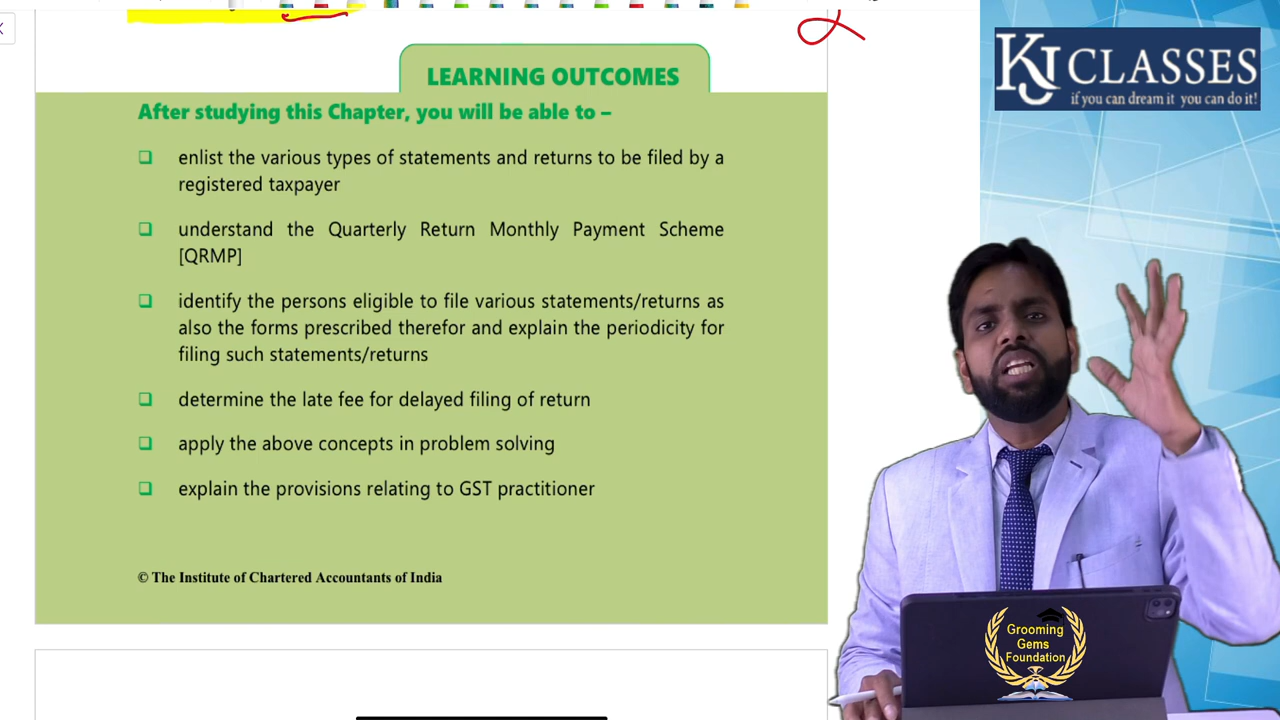 LEARNING OUTCOMES
After studying this Chapter, you will be able to –
❑ enlist the various types of statements and returns to be filed by a
registered taxpayer
❑ understand the Quarterly Return Monthly Payment Scheme
[QRMP]
❑ identify the persons eligible to file various statements/returns as
also the forms prescribed therefor and explain the periodicity for
filing such statements/returns
❑ determine the late fee for delayed filing of return
❑ apply the above concepts in problem solving
❑ explain the provisions relating to GST practitioner
© The Institute of Chartered Accountants of India
KJ CLASSES
if you can dream it you can do it!
Grooming
Gems
Foundation